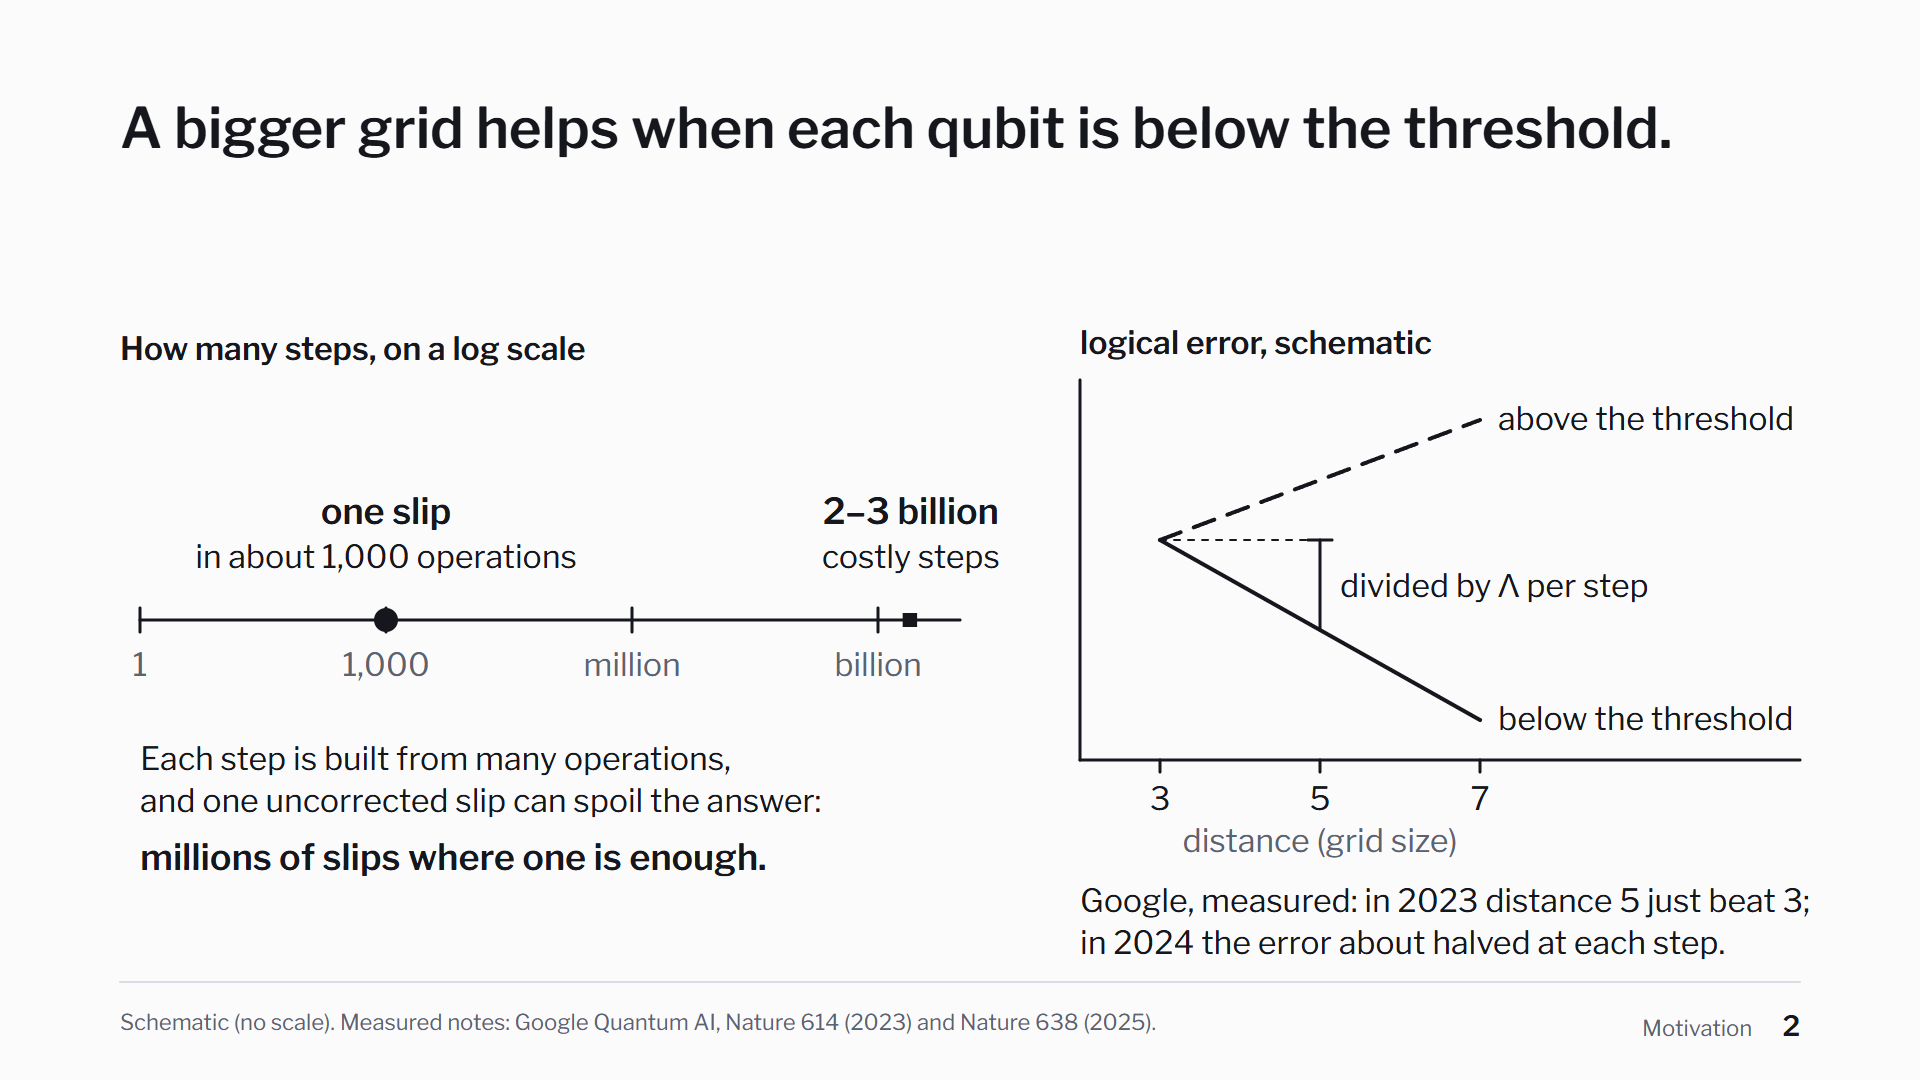 A bigger grid helps when each qubit is below the threshold.
How many steps, on a log scale
one slip
in about 1,000 operations
2–3 billion
costly steps
1
1,000
million
billion
Each step is built from many operations,
and one uncorrected slip can spoil the answer:
millions of slips where one is enough.
logical error, schematic
above the threshold
divided by Λ per step
below the threshold
3
5
7
distance (grid size)
Google, measured: in 2023 distance 5 just beat 3;
in 2024 the error about halved at each step.
Schematic (no scale). Measured notes: Google Quantum AI, Nature 614 (2023) and Nature 638 (2025).
Motivation 2